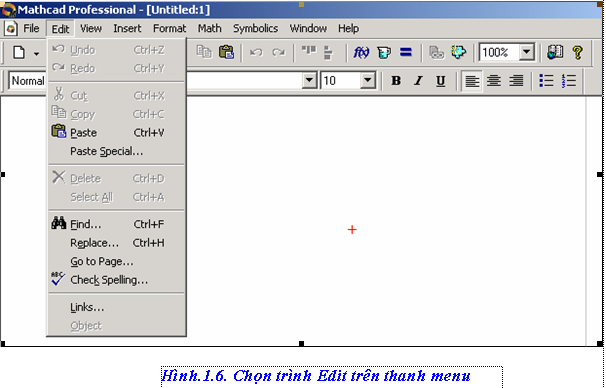 Mathcad Professional - [Untitled:1]
File Edit View Insert Format Math Symbolics Window Help
100%
Normal 10 B I U
Undo Ctrl+Z
Redo Ctrl+Y
Cut Ctrl+X
Copy Ctrl+C
Paste Ctrl+V
Paste Special...
Delete Ctrl+D
Select All Ctrl+A
Find... Ctrl+F
Replace... Ctrl+H
Go to Page...
Check Spelling...
Links...
Object
Hình.1.6. Chọn trình Edit trên thanh menu